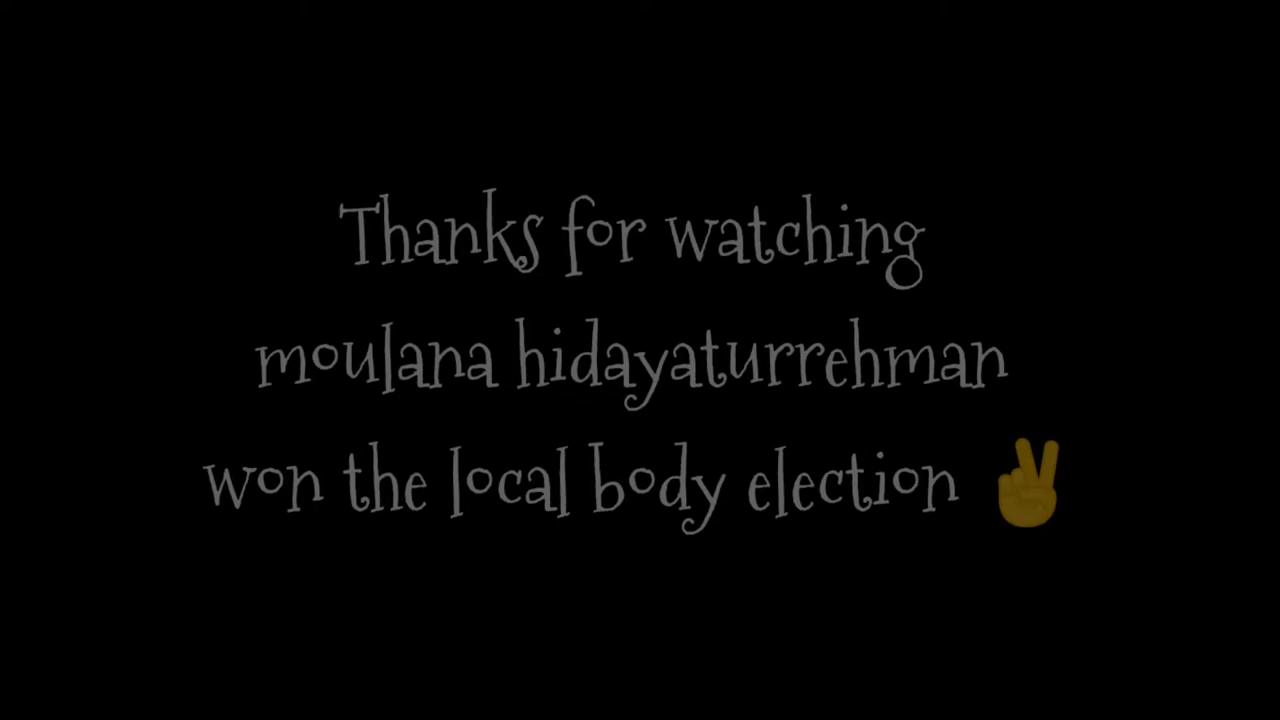 Thanks for watching
moulana hidayaturrehman
won the local body election ✌